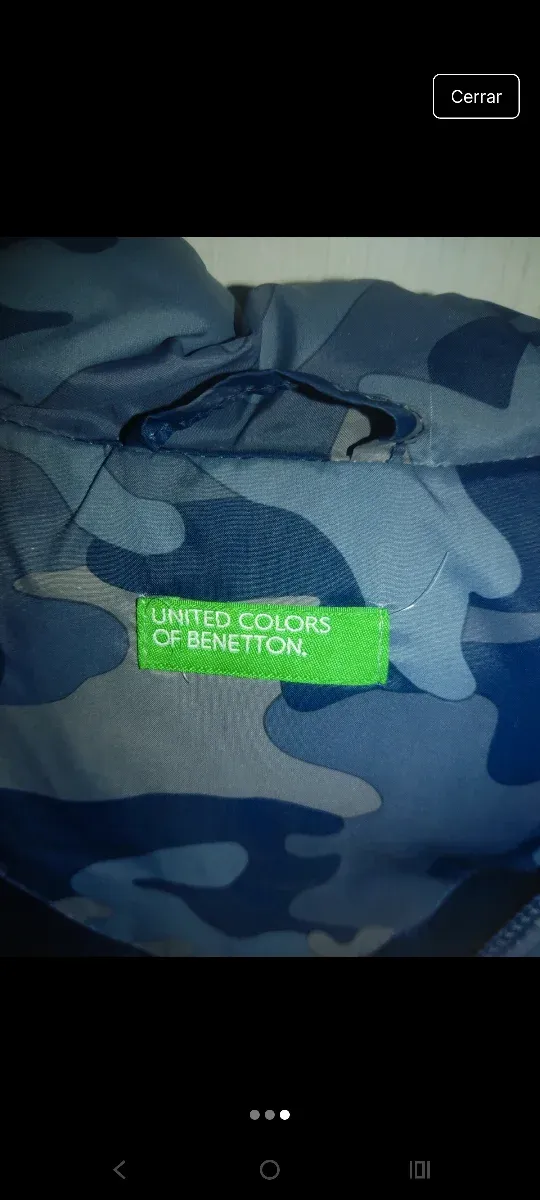 Cerrar
UNITED COLORS
OF BENETTON.